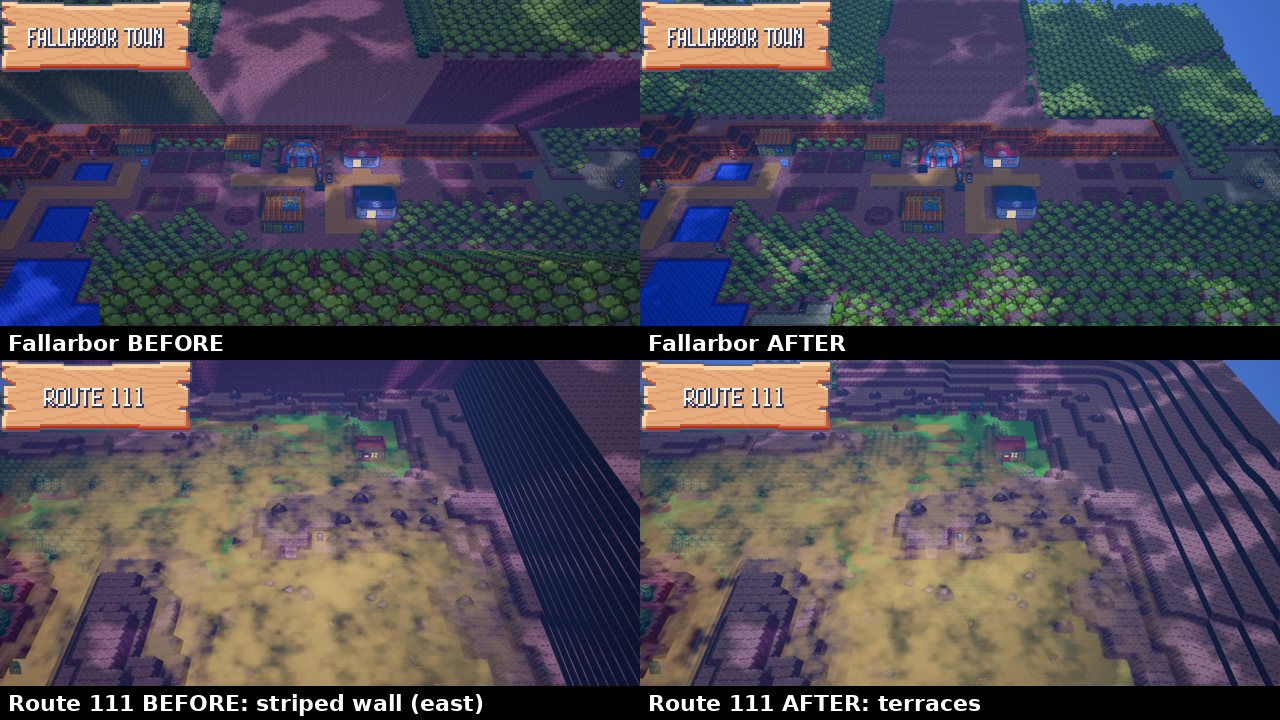 FALLARBOR TOWN
FALLARBOR TOWN
Fallarbor BEFORE
Fallarbor AFTER
ROUTE 111
ROUTE 111
Route 111 BEFORE: striped wall (east)
Route 111 AFTER: terraces